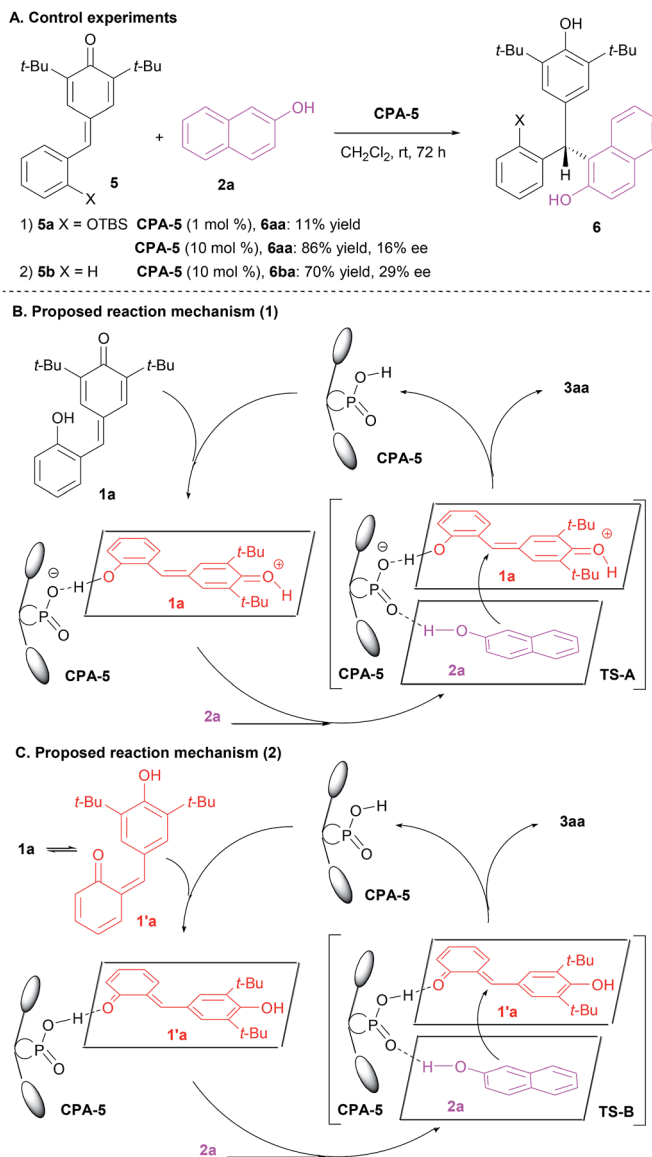 A. Control experiments
O
t-Bu
t-Bu
X
5
+
OH
2a
CPA-5
CH2Cl2, rt, 72 h
OH
t-Bu
t-Bu
X
H
HO
6
1) 5a X = OTBS CPA-5 (1 mol %), 6aa: 11% yield
CPA-5 (10 mol %), 6aa: 86% yield, 16% ee
2) 5b X = H CPA-5 (10 mol %), 6ba: 70% yield, 29% ee
B. Proposed reaction mechanism (1)
O
t-Bu
t-Bu
OH
1a
O
H
P
O
CPA-5
3aa
⊖
O
P
O
H
O
t-Bu
⊕
O
H
t-Bu
1a
CPA-5
⊖
O
P
O
H
O
t-Bu
⊕
O
H
t-Bu
1a
H
O
2a
CPA-5
TS-A
2a
C. Proposed reaction mechanism (2)
OH
t-Bu
t-Bu
1a ⇌
O
1'a
O
H
P
O
CPA-5
3aa
O
H
P
O
O
t-Bu
OH
t-Bu
1'a
CPA-5
O
H
P
O
O
t-Bu
OH
t-Bu
1'a
H
O
2a
CPA-5
TS-B
2a